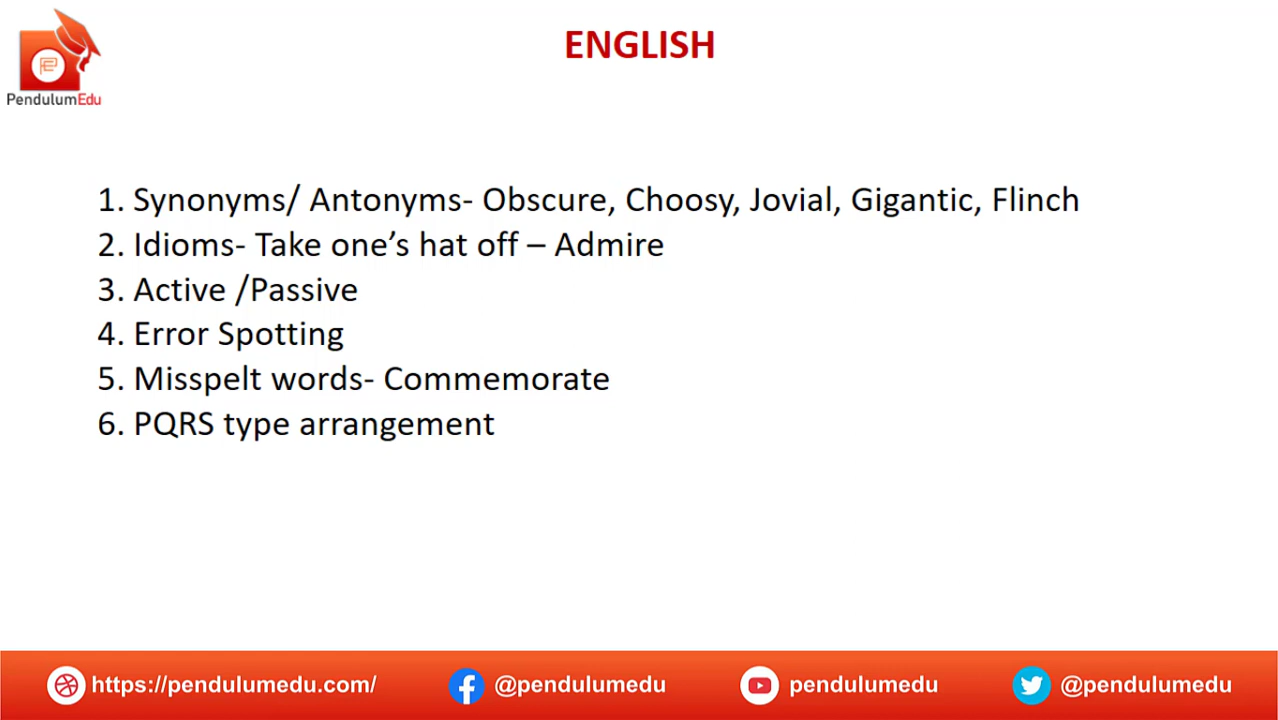 PendulumEdu
ENGLISH
1. Synonyms/ Antonyms- Obscure, Choosy, Jovial, Gigantic, Flinch
2. Idioms- Take one’s hat off – Admire
3. Active /Passive
4. Error Spotting
5. Misspelt words- Commemorate
6. PQRS type arrangement
https://pendulumedu.com/ @pendulumedu pendulumedu @pendulumedu